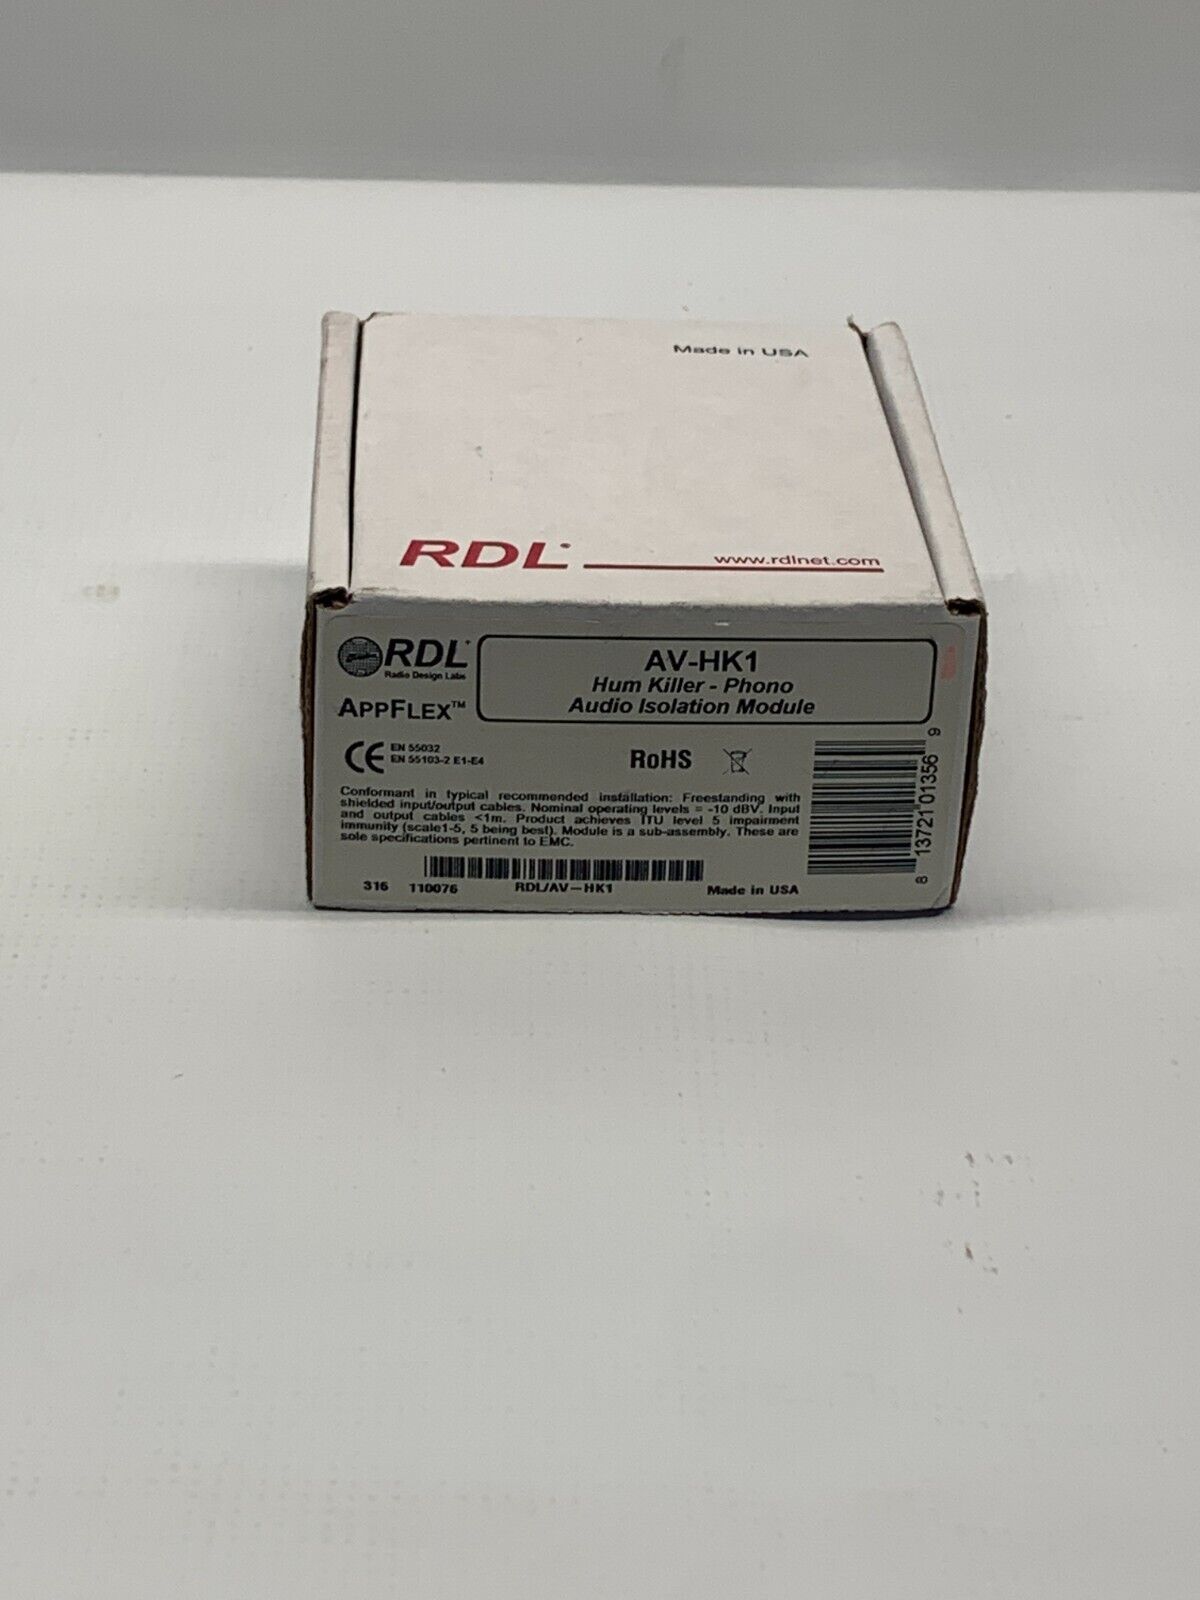 Made in USA
RDL®
www.rdlnet.com
RDL®
Radio Design Labs
APPFLEX™
AV-HK1
Hum Killer - Phono
Audio Isolation Module
CE EN 55032
EN 55103-2 E1-E4
RoHS
Conformant in typical recommended installation: Freestanding with
shielded input/output cables. Nominal operating levels = -10 dBV. Input
and output cables <1m. Product achieves ITU level 5 impairment
immunity (scale1-5, 5 being best). Module is a sub-assembly. These are
sole specifications pertinent to EMC.
316 110076 RDL/AV-HK1 Made in USA
8 13721 01356 9